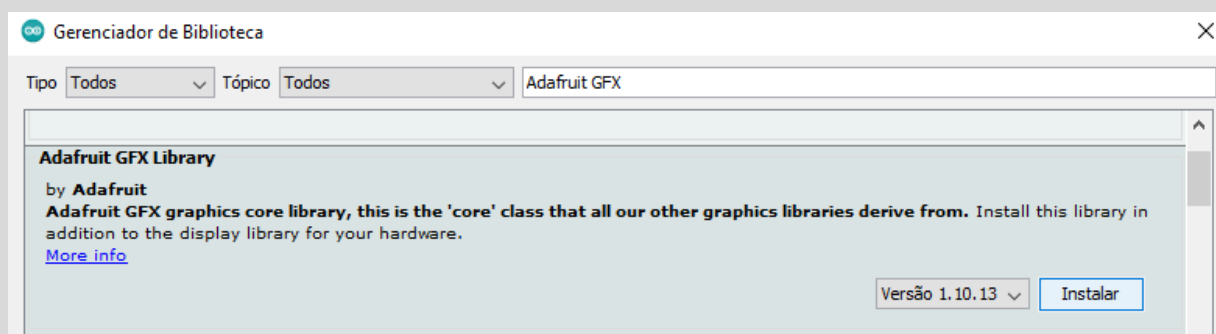 Gerenciador de Biblioteca
Tipo Todos Tópico Todos Adafruit GFX
Adafruit GFX Library
by Adafruit
Adafruit GFX graphics core library, this is the 'core' class that all our other graphics libraries derive from. Install this library in
addition to the display library for your hardware.
More info
Versão 1.10.13 Instalar